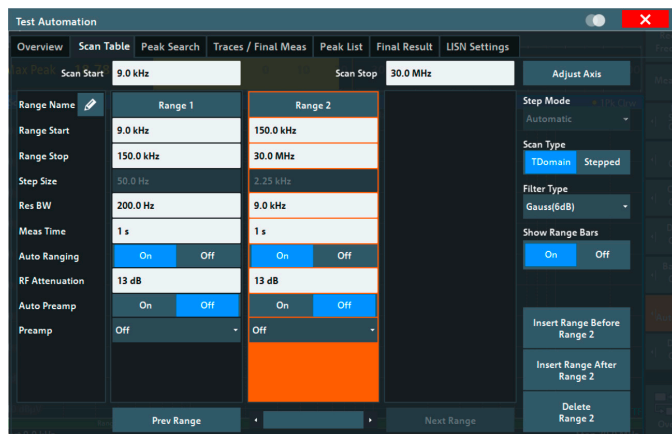 Test Automation
Overview Scan Table Peak Search Traces / Final Meas Peak List Final Result LISN Settings
Scan Start 9.0 kHz Scan Stop 30.0 MHz Adjust Axis
Range Name Range 1 Range 2 Step Mode
Automatic
Range Start 9.0 kHz 150.0 kHz
Scan Type
Range Stop 150.0 kHz 30.0 MHz TDomain Stepped
Step Size 50.0 Hz 2.25 kHz
Filter Type
Res BW 200.0 Hz 9.0 kHz Gauss(6dB)
Meas Time 1 s 1 s Show Range Bars
Auto Ranging On Off On Off On Off
RF Attenuation 13 dB 13 dB
Auto Preamp On Off On Off
Preamp Off Off
Insert Range Before
Range 2
Insert Range After
Range 2
Prev Range Next Range Delete
Range 2